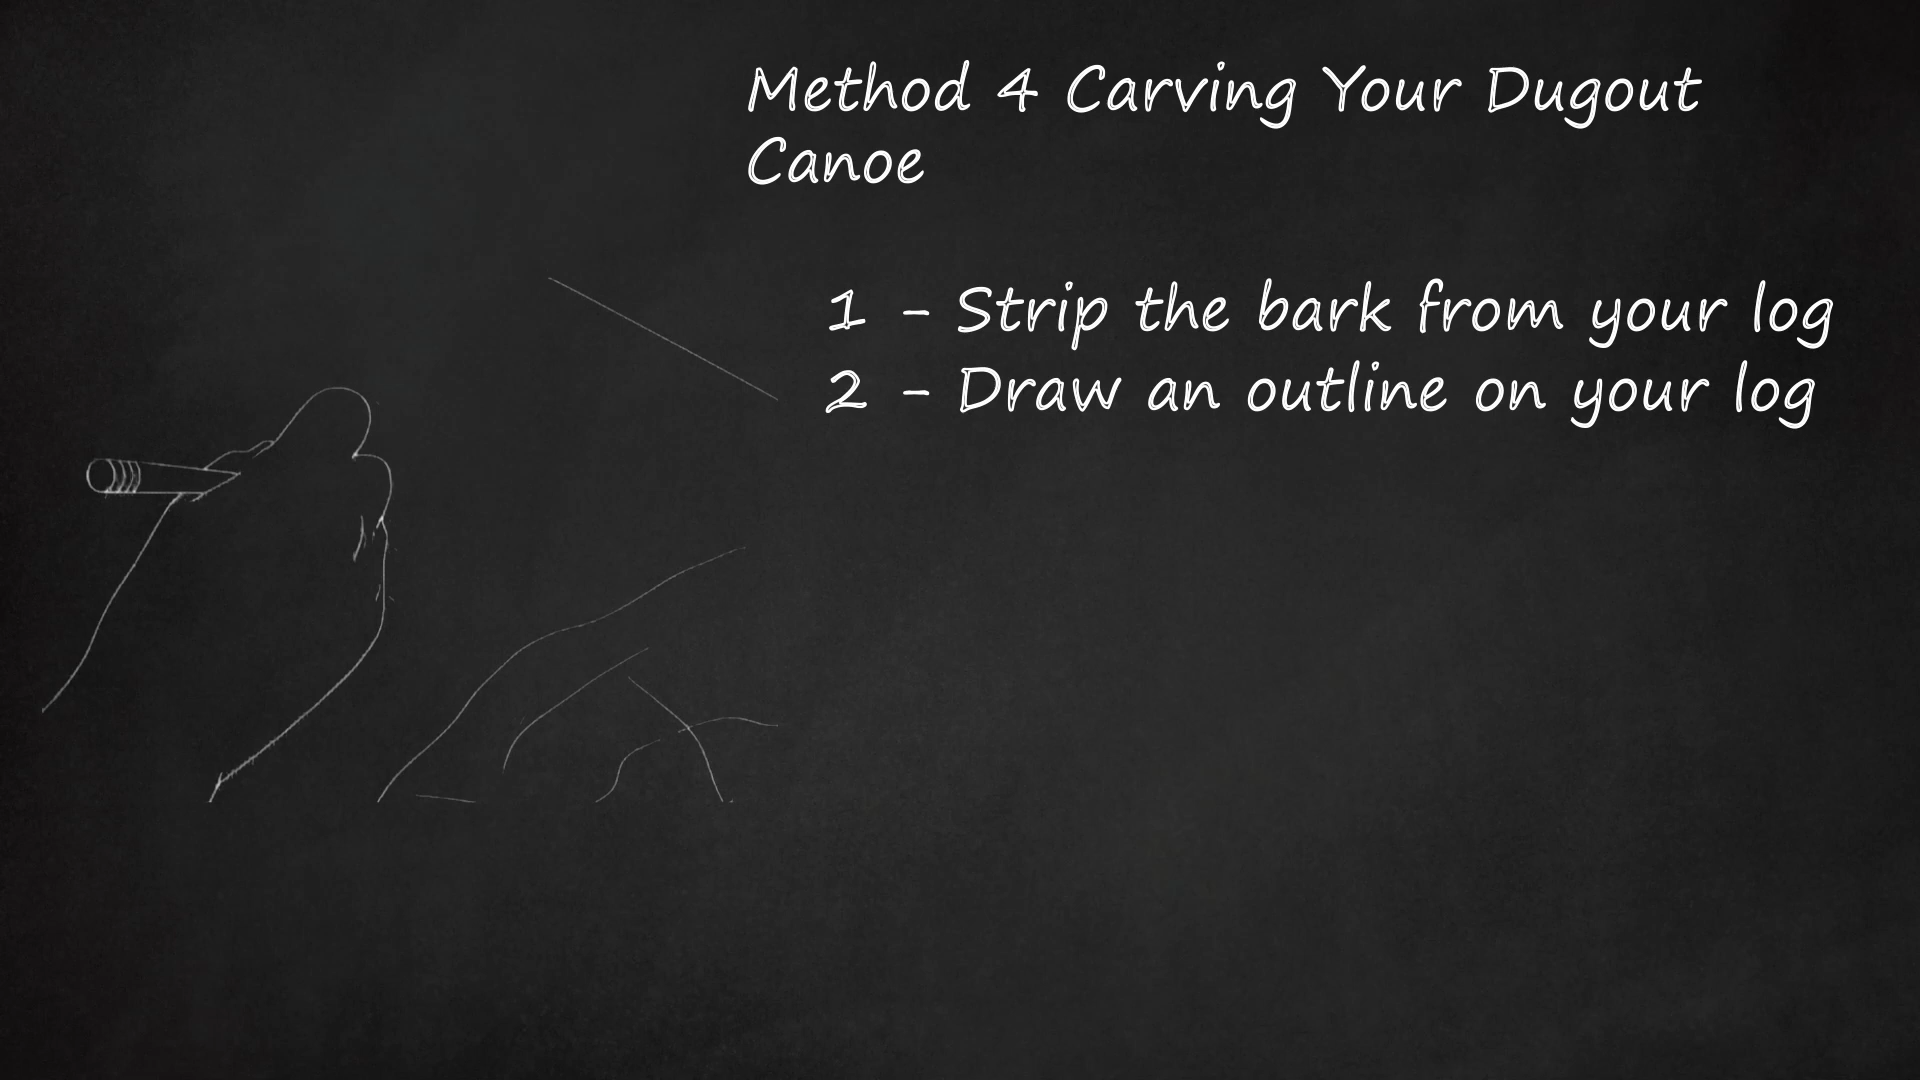 Method 4 Carving Your Dugout
Canoe
1 - Strip the bark from your log
2 - Draw an outline on your log